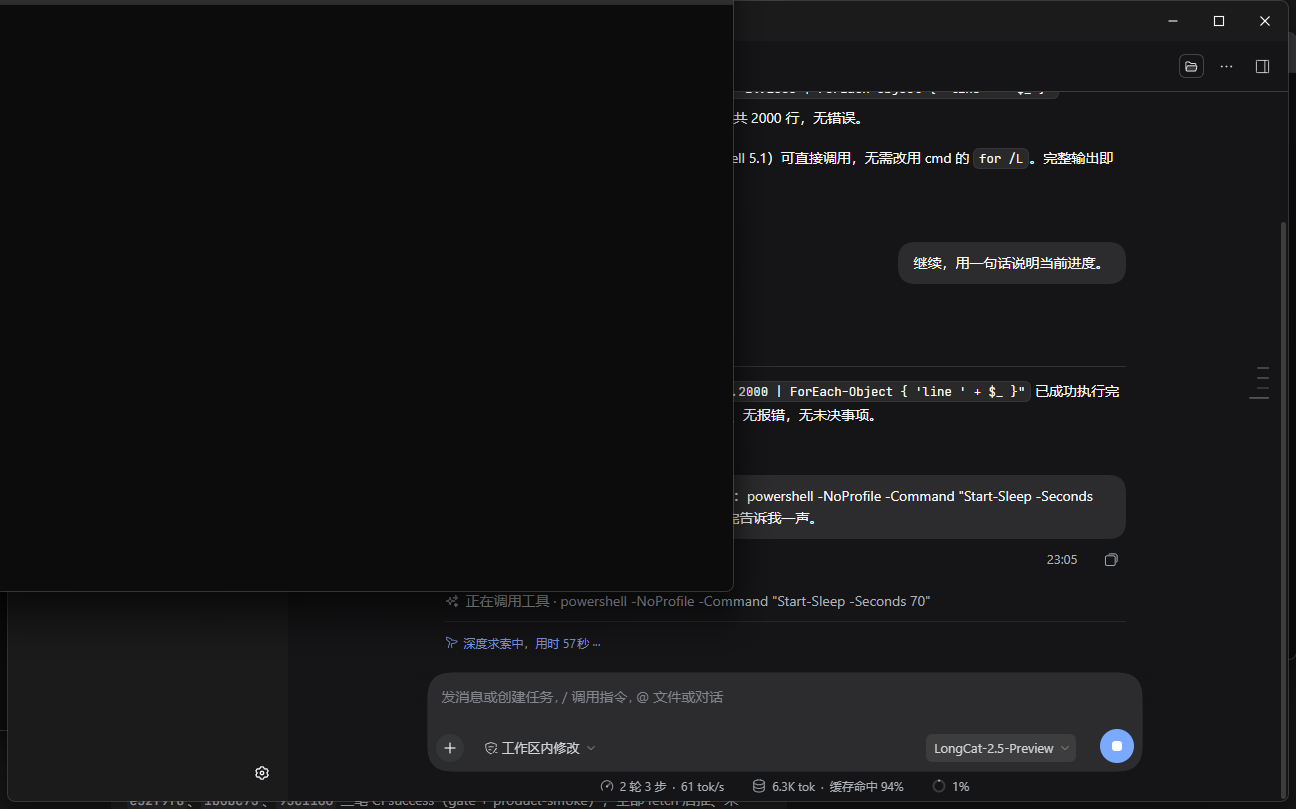 共 2000 行，无错误。
ell 5.1）可直接调用，无需改用 cmd 的 for /L 。完整输出即
继续，用一句话说明当前进度。
.2000 | ForEach-Object { 'line ' + $_ }" 已成功执行完
无报错，无未决事项。
：powershell -NoProfile -Command "Start-Sleep -Seconds
告诉我一声。
23:05
正在调用工具 · powershell -NoProfile -Command "Start-Sleep -Seconds 70"
深度求索中，用时 57秒 ···
发消息或创建任务, / 调用指令, @ 文件或对话
工作区内修改
LongCat-2.5-Preview
2 轮 3 步 · 61 tok/s
6.3K tok · 缓存命中 94%
1%